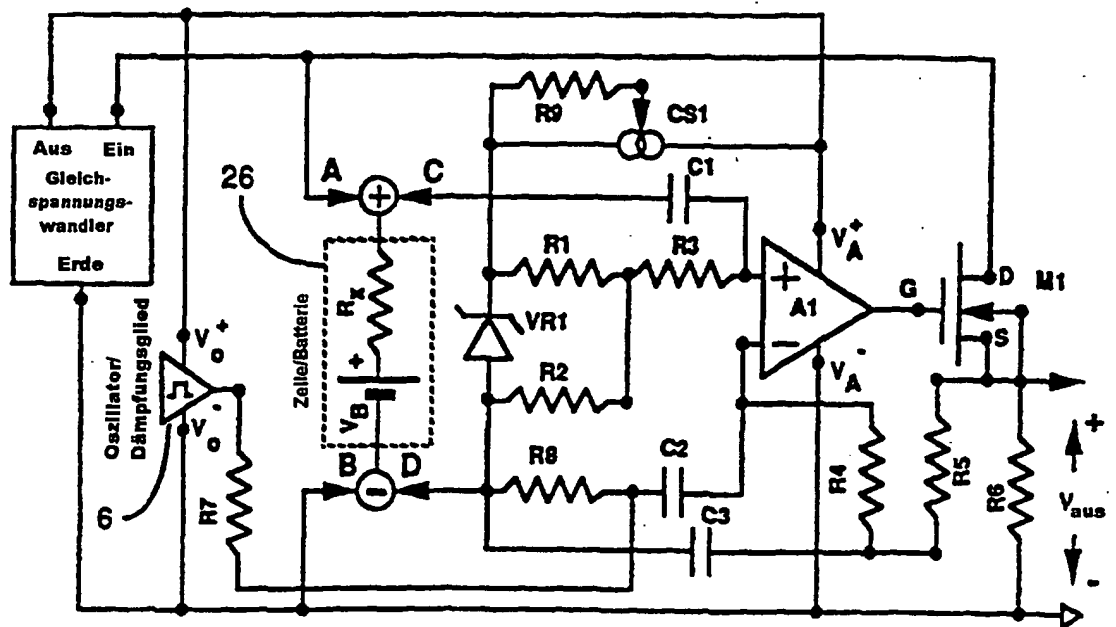 Aus Ein
Gleich-
spannungs-
wandler
Erde
Oszillator/
Dämpfungsglied
6
V_o^+
V_o^-
R7
26
A
C
+
Zelle/Batterie
R_x
+
V_B
B
D
-
R9
CS1
C1
R1
R3
VR1
R2
R8
C2
C3
+
A1
-
V_A^+
V_A^-
G
D
M1
S
R4
R5
R6
+
V_aus
-